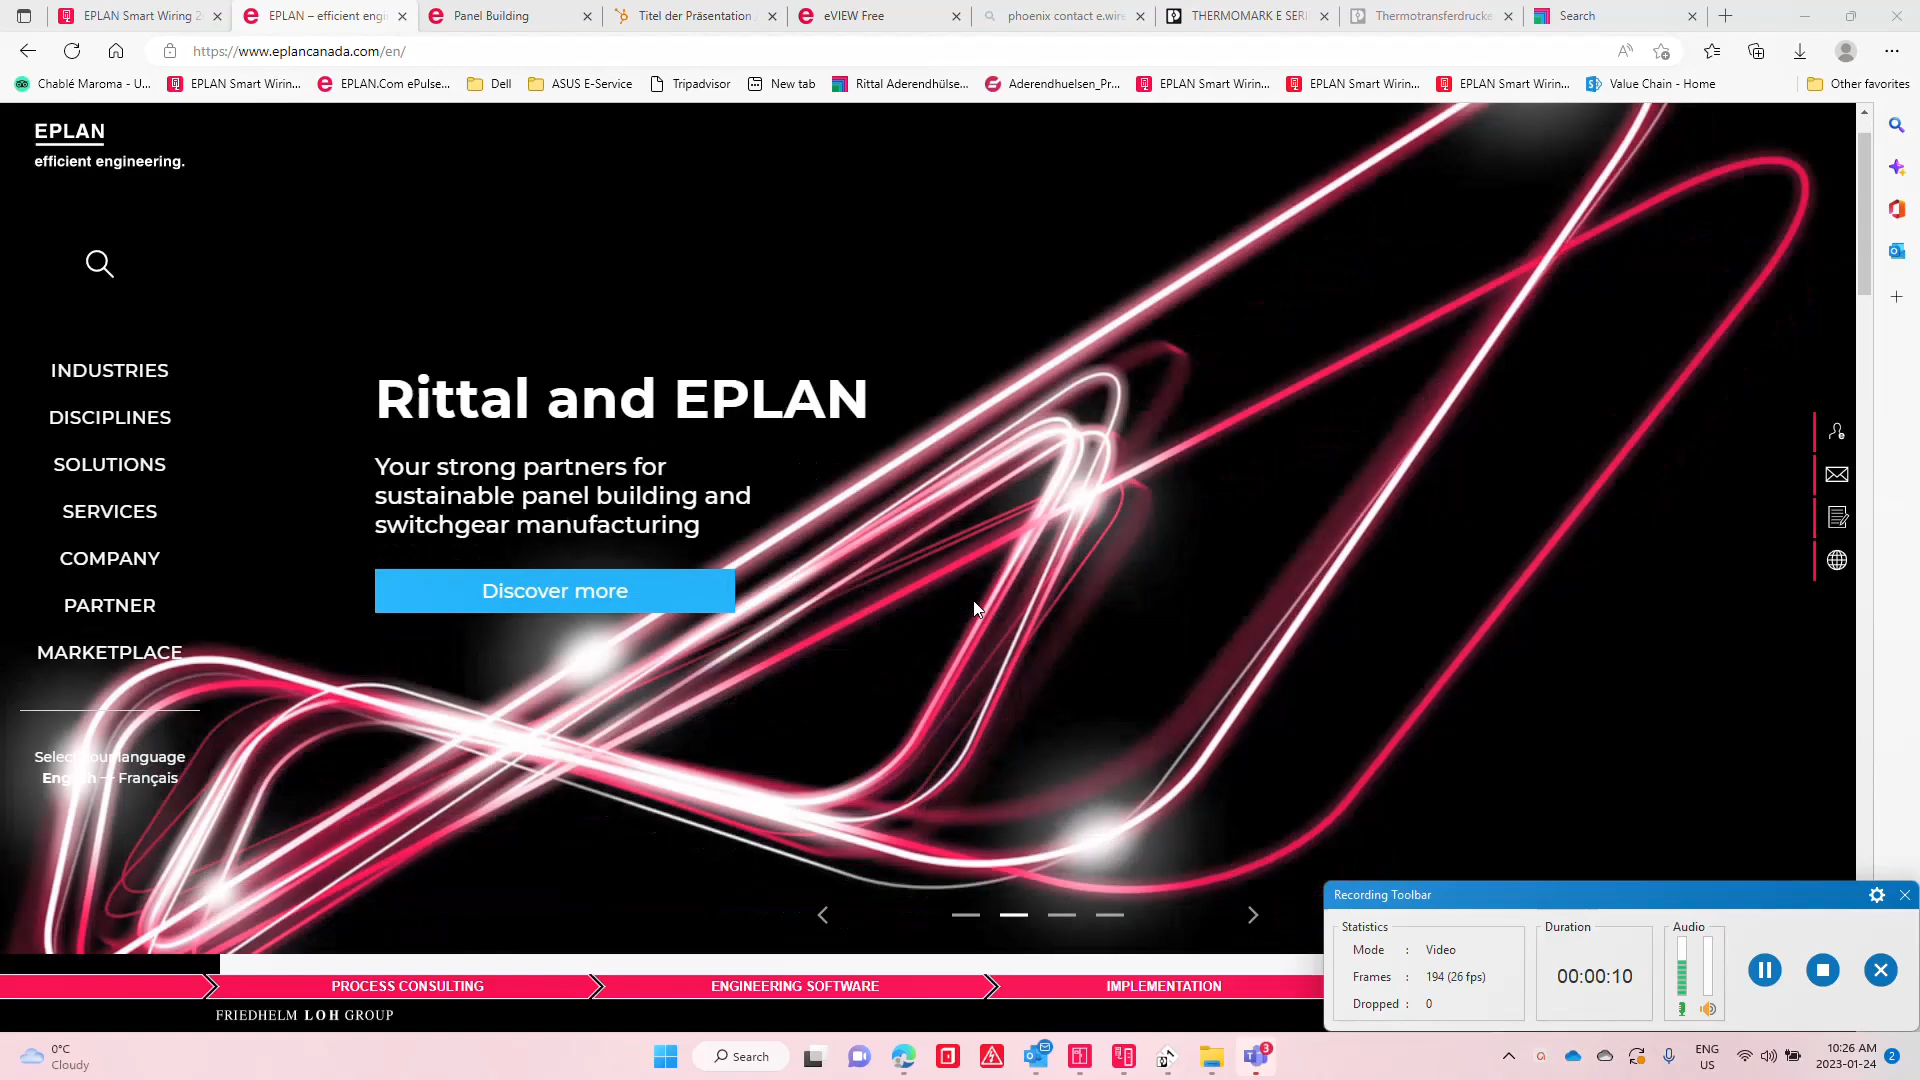 EPLAN Smart Wiring 2
EPLAN – efficient engi
Panel Building
Titel der Präsentation
eVIEW Free
phoenix contact e.wire
THERMOMARK E SERI
Thermotransferdrucke
Search
https://www.eplancanada.com/en/
Chablé Maroma - U...
EPLAN Smart Wirin...
EPLAN.Com ePulse...
Dell
ASUS E-Service
Tripadvisor
New tab
Rittal Aderendhülse...
Aderendhuelsen_Pr...
EPLAN Smart Wirin...
EPLAN Smart Wirin...
EPLAN Smart Wirin...
Value Chain - Home
Other favorites
EPLAN
efficient engineering.
INDUSTRIES
DISCIPLINES
SOLUTIONS
SERVICES
COMPANY
PARTNER
MARKETPLACE
Select your language
English — Français
Rittal and EPLAN
Your strong partners for
sustainable panel building and
switchgear manufacturing
Discover more
PROCESS CONSULTING
ENGINEERING SOFTWARE
IMPLEMENTATION
FRIEDHELM LOH GROUP
Recording Toolbar
Statistics
Mode : Video
Frames : 194 (26 fps)
Dropped : 0
Duration
00:00:10
Audio
0°C
Cloudy
Search
3
ENG
US
10:26 AM
2023-01-24
2